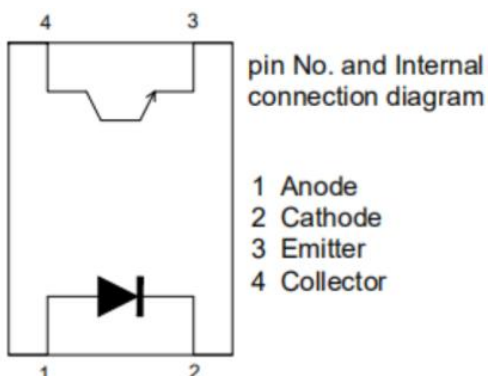 4 3
pin No. and Internal
connection diagram
1 Anode
2 Cathode
3 Emitter
4 Collector
1 2